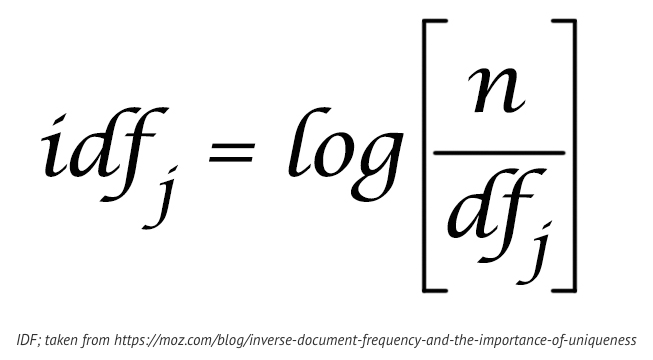 idf_j = log [ n / df_j ]
IDF; taken from https://moz.com/blog/inverse-document-frequency-and-the-importance-of-uniqueness